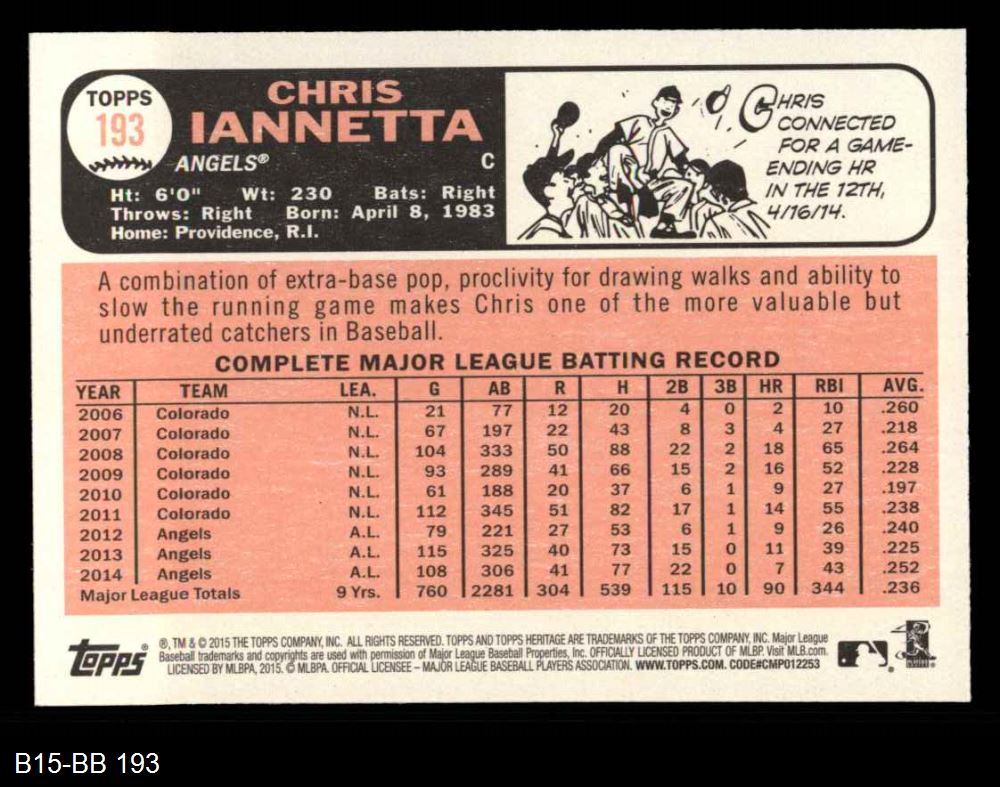 TOPPS
193
CHRIS
IANNETTA
ANGELS® C
Ht: 6'0" Wt: 230 Bats: Right
Throws: Right Born: April 8, 1983
Home: Providence, R.I.
CHRIS
CONNECTED
FOR A GAME-
ENDING HR
IN THE 12TH,
4/16/14.
A combination of extra-base pop, proclivity for drawing walks and ability to
slow the running game makes Chris one of the more valuable but
underrated catchers in Baseball.
COMPLETE MAJOR LEAGUE BATTING RECORD
YEAR TEAM LEA. G AB R H 2B 3B HR RBI AVG.
2006 Colorado N.L. 21 77 12 20 4 0 2 10 .260
2007 Colorado N.L. 67 197 22 43 8 3 4 27 .218
2008 Colorado N.L. 104 333 50 88 22 2 18 65 .264
2009 Colorado N.L. 93 289 41 66 15 2 16 52 .228
2010 Colorado N.L. 61 188 20 37 6 1 9 27 .197
2011 Colorado N.L. 112 345 51 82 17 1 14 55 .238
2012 Angels A.L. 79 221 27 53 6 1 9 26 .240
2013 Angels A.L. 115 325 40 73 15 0 11 39 .225
2014 Angels A.L. 108 306 41 77 22 0 7 43 .252
Major League Totals 9 Yrs. 760 2281 304 539 115 10 90 344 .236
topps
®, TM & © 2015 THE TOPPS COMPANY, INC. ALL RIGHTS RESERVED. TOPPS AND TOPPS HERITAGE ARE TRADEMARKS OF THE TOPPS COMPANY, INC. Major League
Baseball trademarks and copyrights are used with permission of Major League Baseball Properties, Inc. OFFICIALLY LICENSED PRODUCT OF MLBP. Visit MLB.com.
LICENSED BY MLBPA, 2015. © MLBPA. OFFICIAL LICENSEE – MAJOR LEAGUE BASEBALL PLAYERS ASSOCIATION. WWW.TOPPS.COM. CODE#CMP012253
B15-BB 193